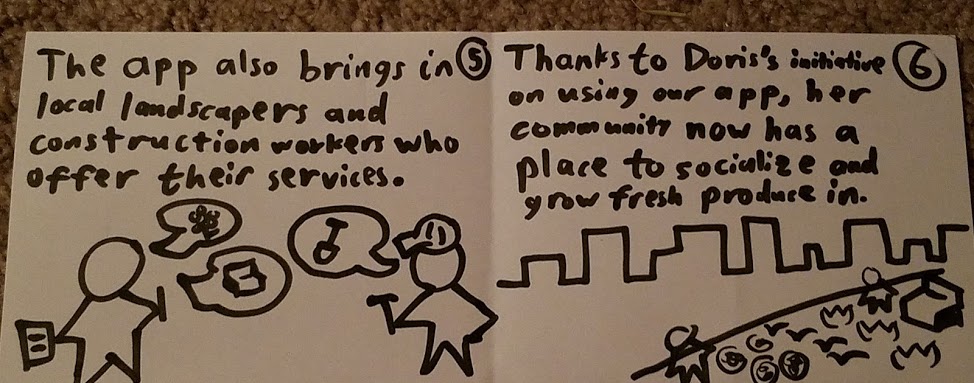 The app also brings in 5
local landscapers and
construction workers who
offer their services.
Thanks to Doris's initiative 6
on using our app, her
community now has a
place to socialize and
grow fresh produce in.